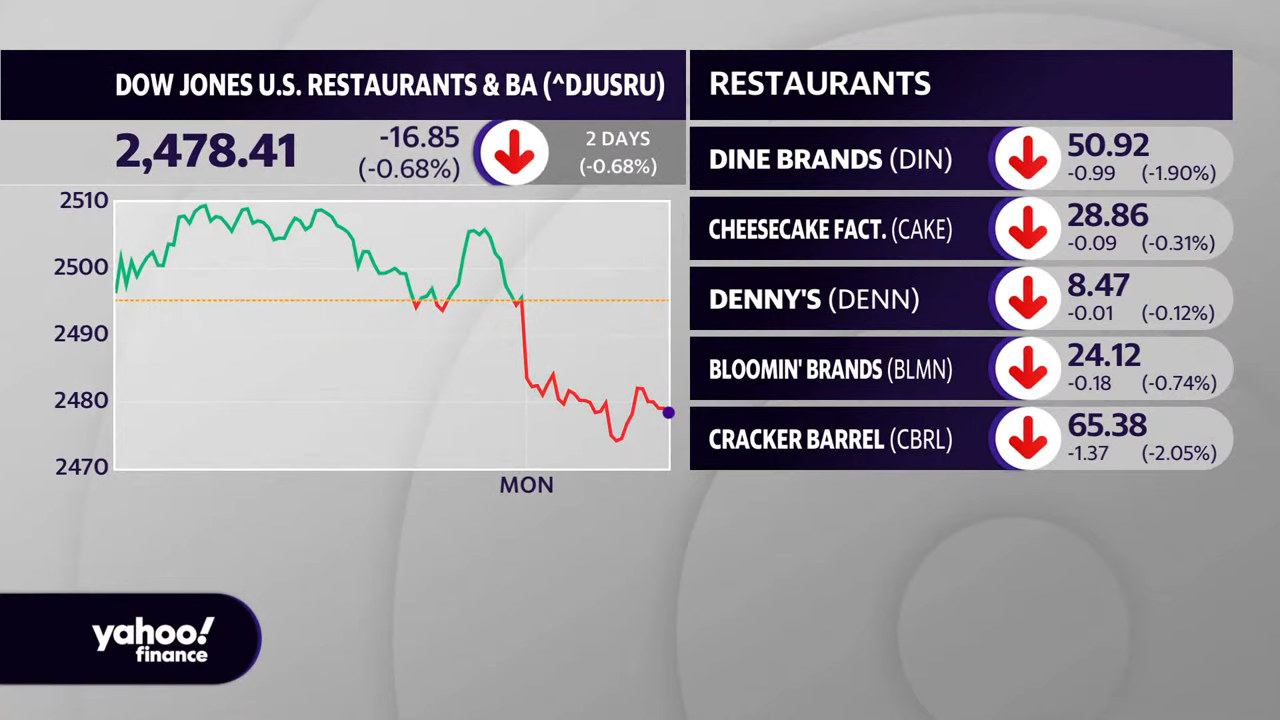 DOW JONES U.S. RESTAURANTS & BA (^DJUSRU)
2,478.41
-16.85
(-0.68%)
2 DAYS
(-0.68%)
2510
2500
2490
2480
2470
MON
RESTAURANTS
DINE BRANDS (DIN)
50.92
-0.99 (-1.90%)
CHEESECAKE FACT. (CAKE)
28.86
-0.09 (-0.31%)
DENNY'S (DENN)
8.47
-0.01 (-0.12%)
BLOOMIN' BRANDS (BLMN)
24.12
-0.18 (-0.74%)
CRACKER BARREL (CBRL)
65.38
-1.37 (-2.05%)
yahoo!
finance